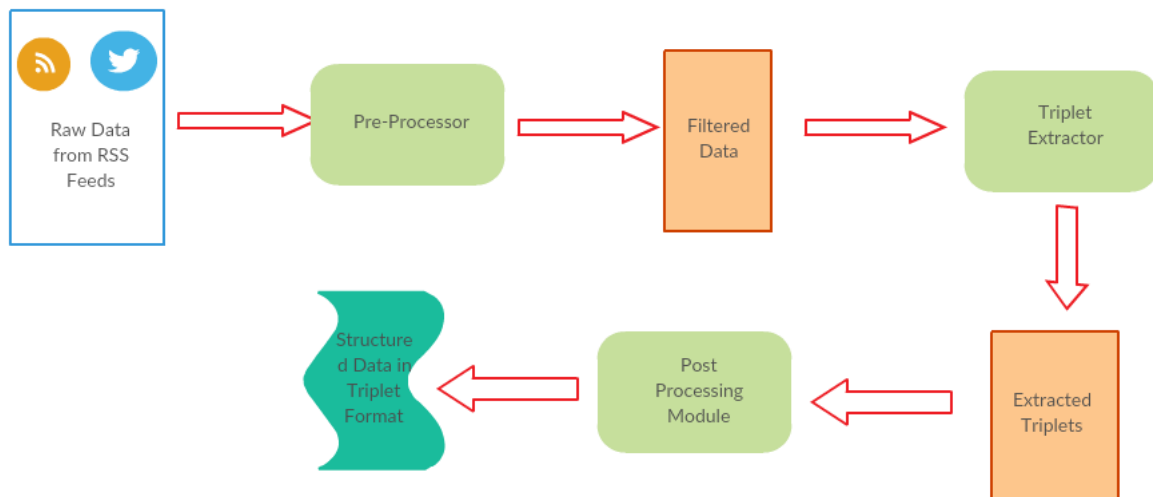 Raw Data
from RSS
Feeds
Pre-Processor
Filtered
Data
Triplet
Extractor
Structure
d Data in
Triplet
Format
Post
Processing
Module
Extracted
Triplets